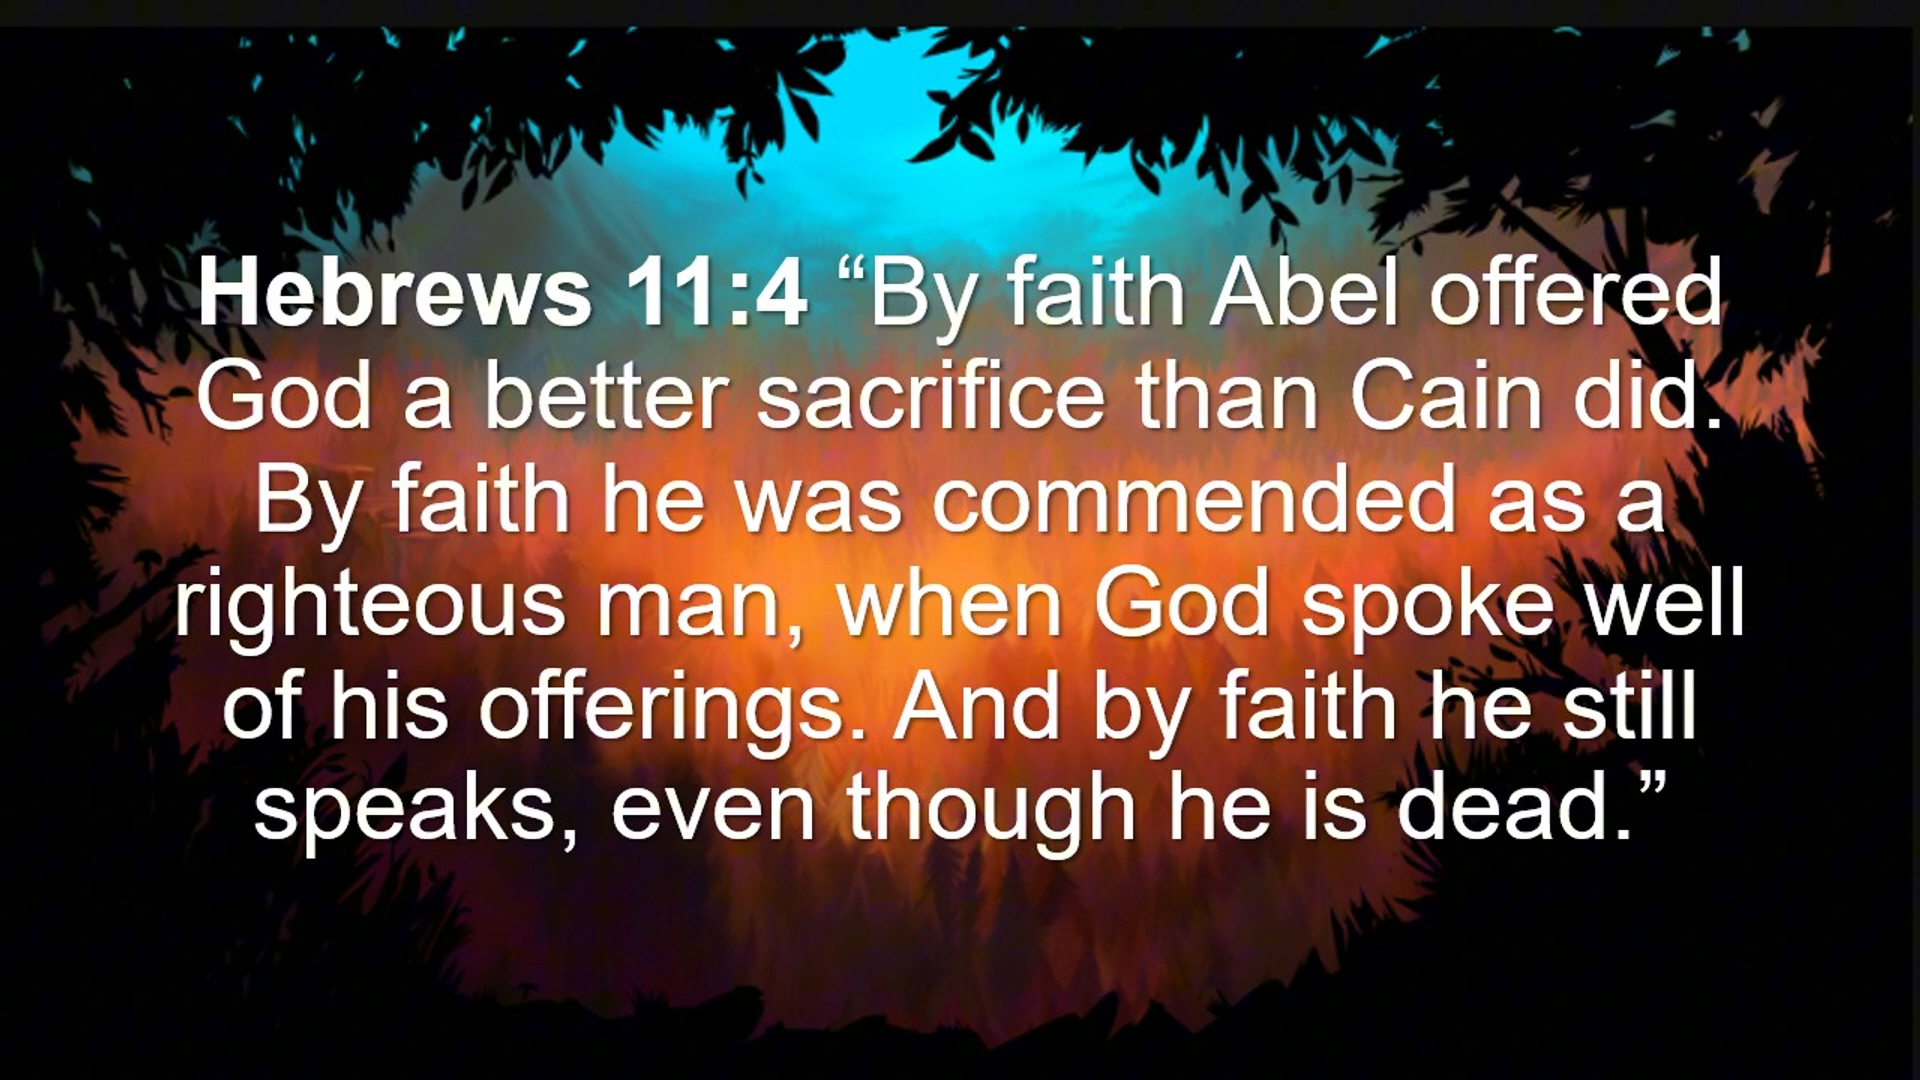 Hebrews 11:4 “By faith Abel offered
God a better sacrifice than Cain did.
By faith he was commended as a
righteous man, when God spoke well
of his offerings. And by faith he still
speaks, even though he is dead.”